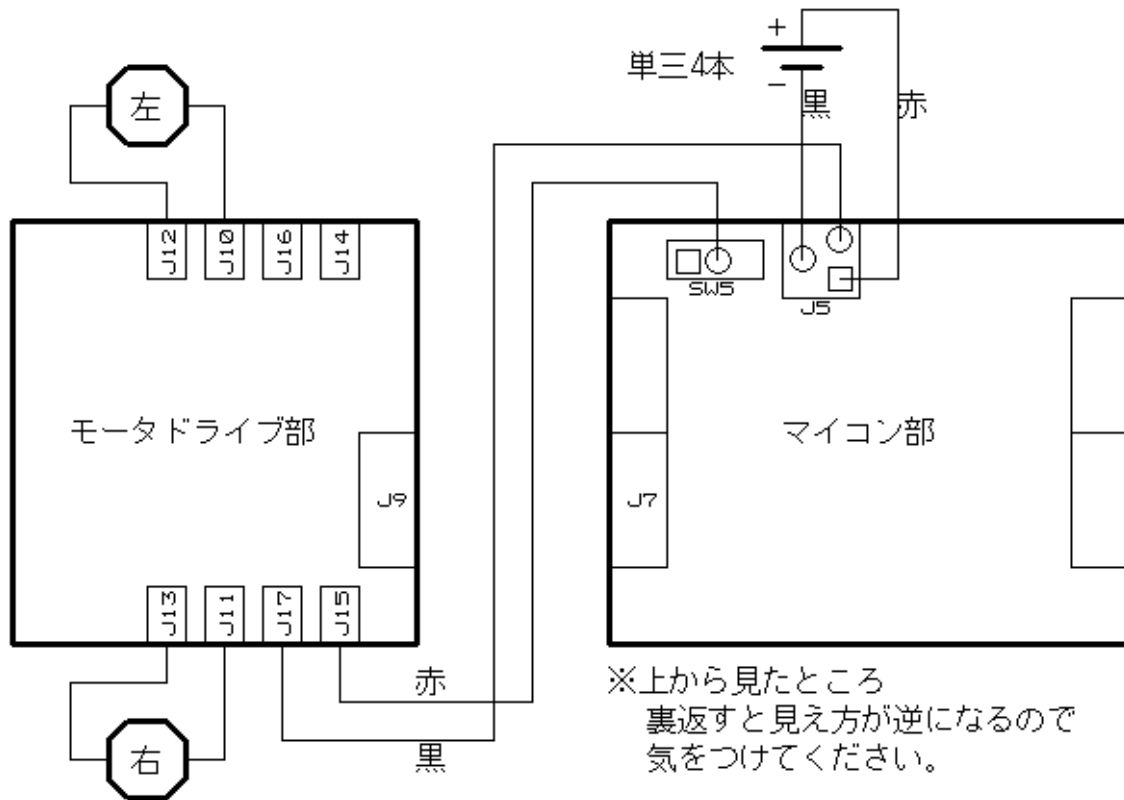 +
単三4本
-
黒
赤
左
J12
J10
J16
J14
SW5
J5
モータドライブ部
マイコン部
J9
J7
J13
J11
J17
J15
赤
黒
右
※上から見たところ
裏返すと見え方が逆になるので
気をつけてください。